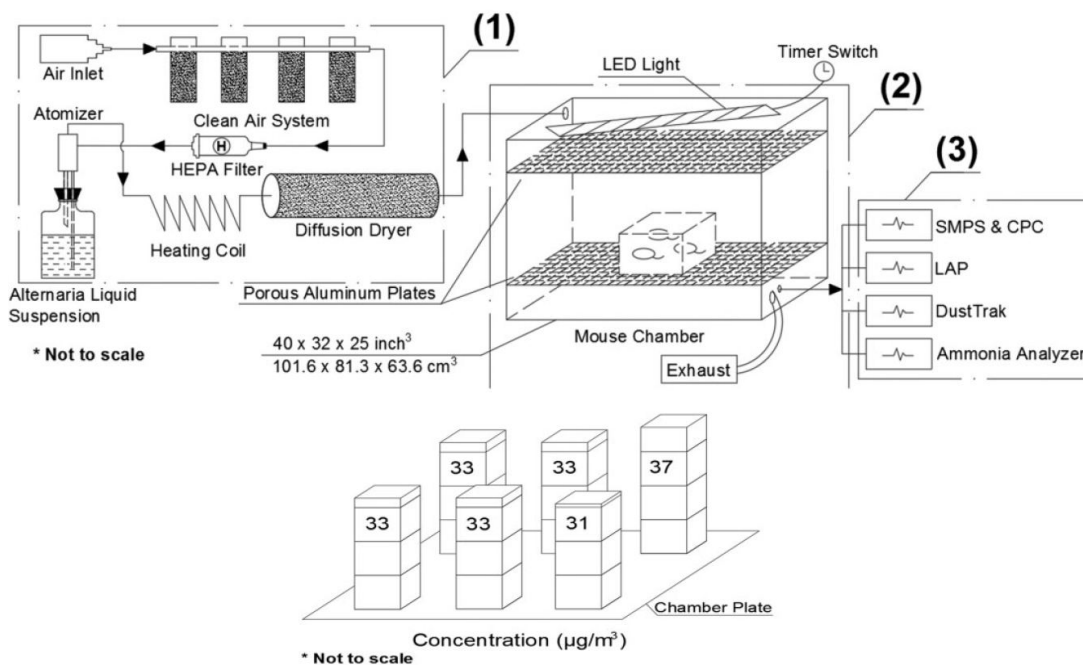 (1)
Air Inlet
Clean Air System
Atomizer
H
HEPA Filter
Heating Coil
Diffusion Dryer
Alternaria Liquid
Suspension
* Not to scale
LED Light
Timer Switch
(2)
Porous Aluminum Plates
Mouse Chamber
40 x 32 x 25 inch³
101.6 x 81.3 x 63.6 cm³
Exhaust
(3)
SMPS & CPC
LAP
DustTrak
Ammonia Analyzer
33
33
37
33
33
31
Chamber Plate
Concentration (µg/m³)
* Not to scale